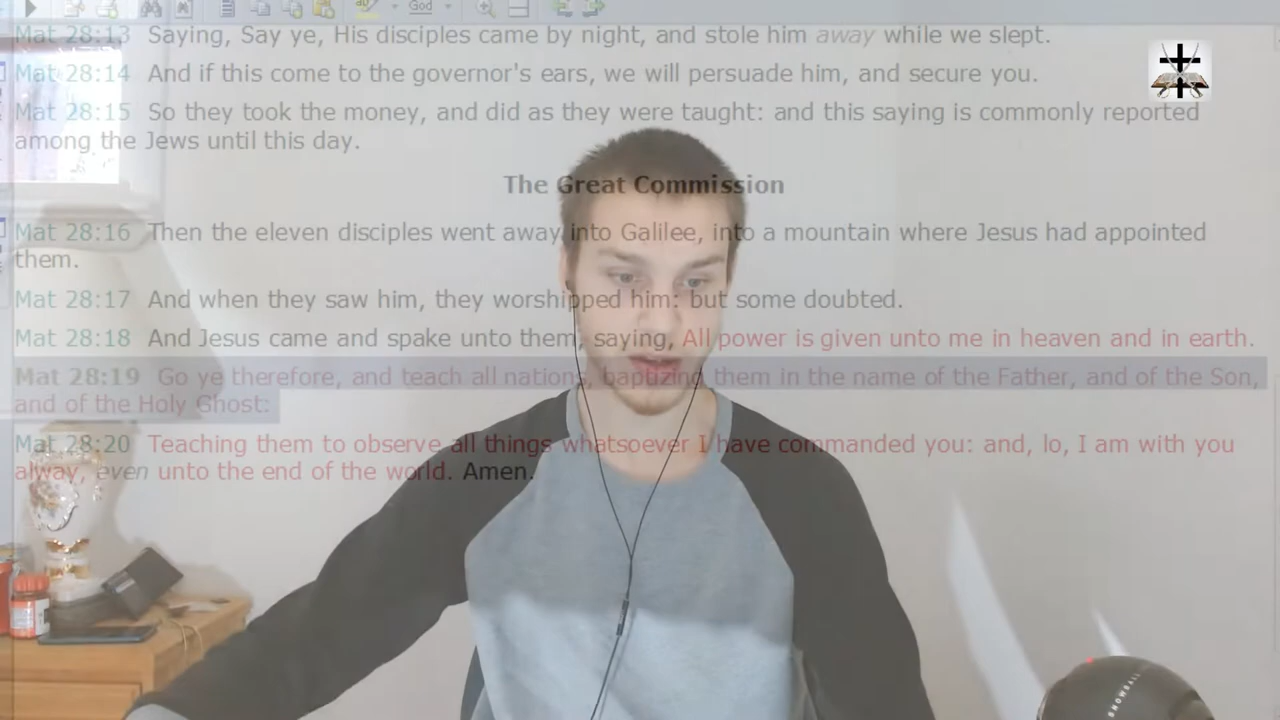 God
Mat 28:13 Saying, Say ye, His disciples came by night, and stole him away while we slept.
Mat 28:14 And if this come to the governor's ears, we will persuade him, and secure you.
Mat 28:15 So they took the money, and did as they were taught: and this saying is commonly reported
among the Jews until this day.
The Great Commission
Mat 28:16 Then the eleven disciples went away into Galilee, into a mountain where Jesus had appointed
them.
Mat 28:17 And when they saw him, they worshipped him: but some doubted.
Mat 28:18 And Jesus came and spake unto them, saying, All power is given unto me in heaven and in earth.
Mat 28:19 Go ye therefore, and teach all nations, baptizing them in the name of the Father, and of the Son,
and of the Holy Ghost:
Mat 28:20 Teaching them to observe all things whatsoever I have commanded you: and, lo, I am with you
alway, even unto the end of the world. Amen.
SNOWBALL